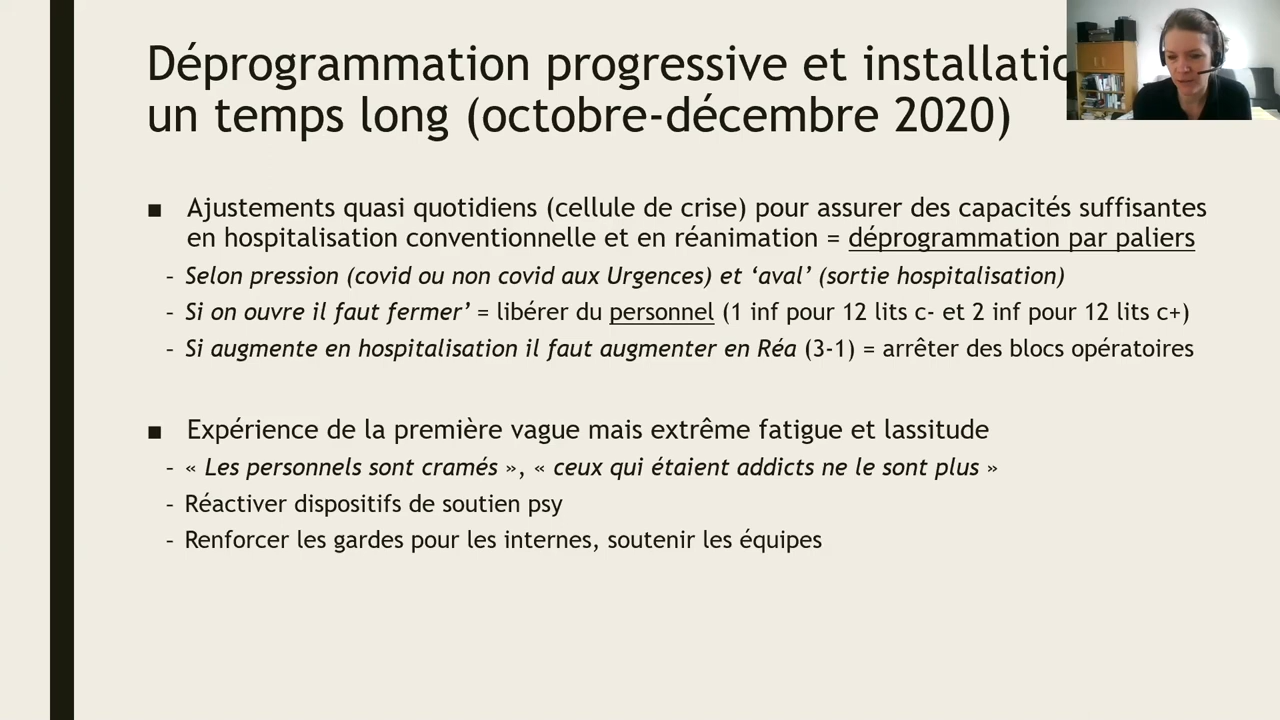 Déprogrammation progressive et
un temps long (octobre-décembre 2020)
■ Ajustements quasi quotidiens (cellule de crise) pour assurer des capacités suffisantes
en hospitalisation conventionnelle et en réanimation = déprogrammation par paliers
– Selon pression (covid ou non covid aux Urgences) et ‘aval’ (sortie hospitalisation)
– Si on ouvre il faut fermer’ = libérer du personnel (1 inf pour 12 lits c- et 2 inf pour 12 lits c+)
– Si augmente en hospitalisation il faut augmenter en Réa (3-1) = arrêter des blocs opératoires
■ Expérience de la première vague mais extrême fatigue et lassitude
– « Les personnels sont cramés », « ceux qui étaient addicts ne le sont plus »
– Réactiver dispositifs de soutien psy
– Renforcer les gardes pour les internes, soutenir les équipes